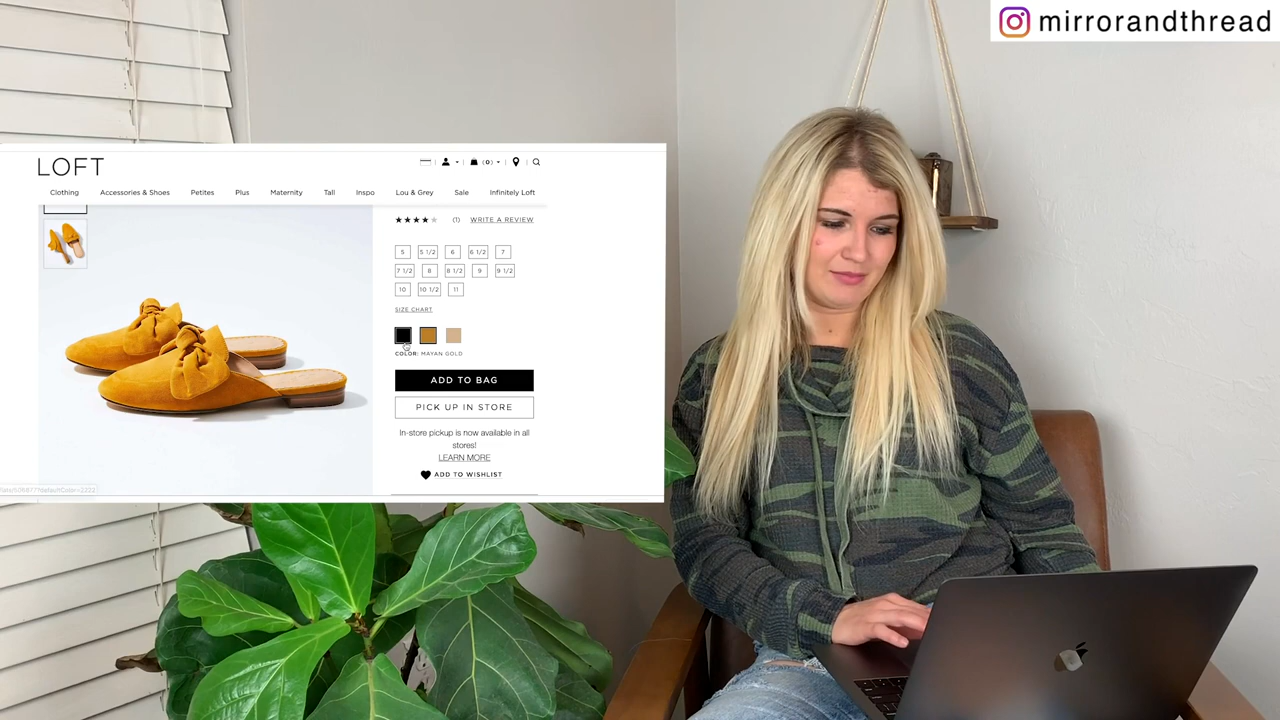 mirrorandthread
LOFT
(0)
Clothing Accessories & Shoes Petites Plus Maternity Tall Inspo Lou & Grey Sale Infinitely Loft
(1) WRITE A REVIEW
5 5 1/2 6 6 1/2 7
7 1/2 8 8 1/2 9 9 1/2
10 10 1/2 11
SIZE CHART
COLOR: MAYAN GOLD
ADD TO BAG
PICK UP IN STORE
In-store pickup is now available in all
stores!
LEARN MORE
ADD TO WISHLIST